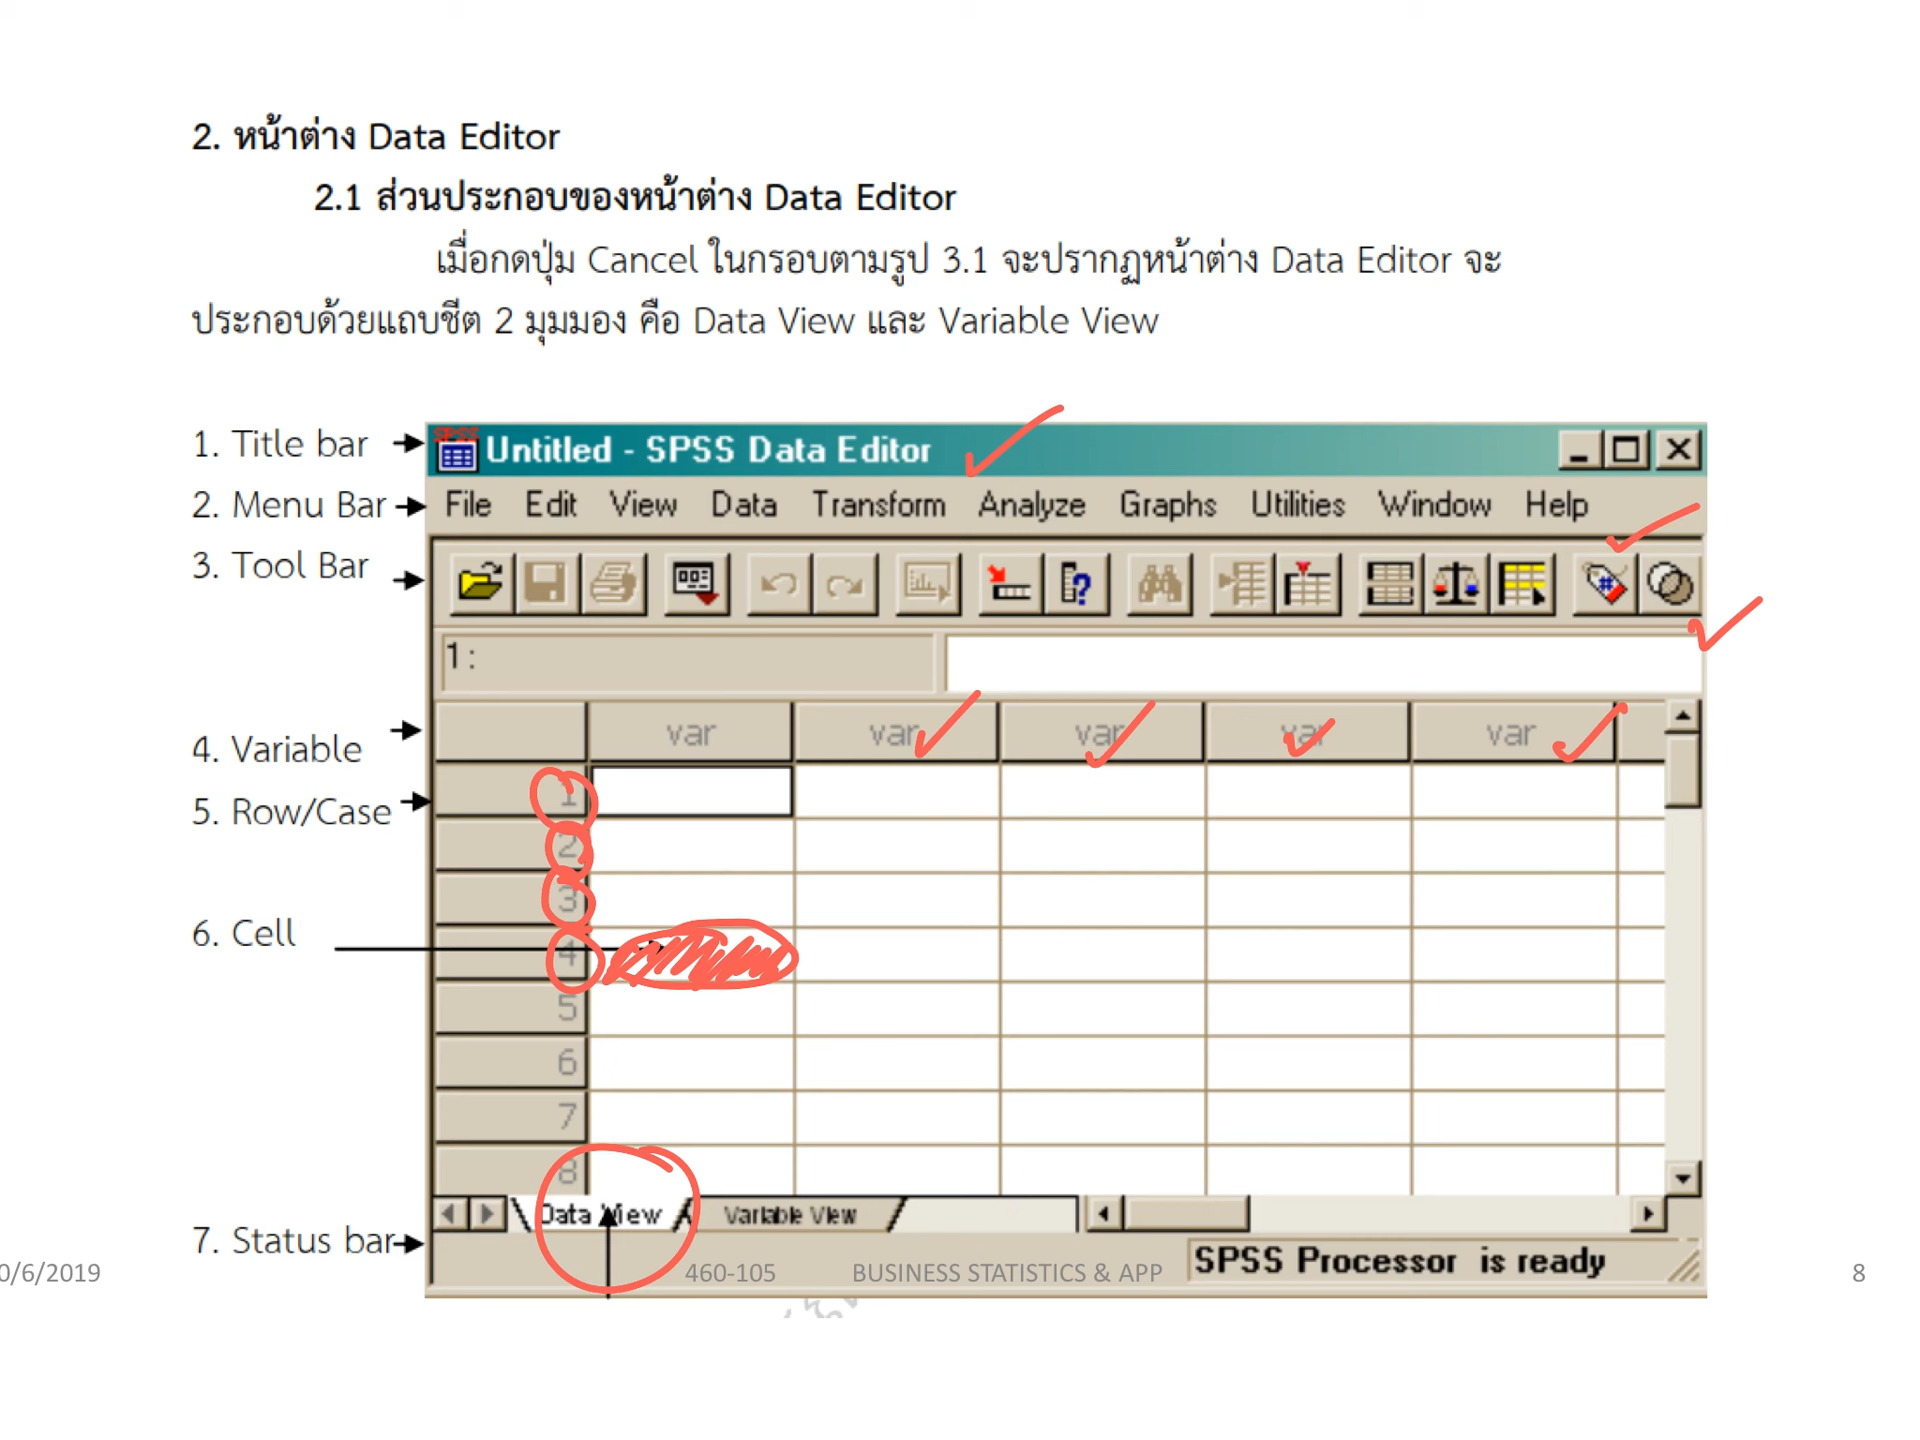 2. หน้าต่าง Data Editor
2.1 ส่วนประกอบของหน้าต่าง Data Editor
เมื่อกดปุ่ม Cancel ในกรอบตามรูป 3.1 จะปรากฏหน้าต่าง Data Editor จะ
ประกอบด้วยแถบชีต 2 มุมมอง คือ Data View และ Variable View
1. Title bar
SPSS
Untitled - SPSS Data Editor
2. Menu Bar
File Edit View Data Transform Analyze Graphs Utilities Window Help
3. Tool Bar
1 :
4. Variable
var var var var var
5. Row/Case
1
2
3
6. Cell
4
5
6
7
8
Data View Variable View
7. Status bar
SPSS Processor is ready
0/6/2019
460-105 BUSINESS STATISTICS & APP
8